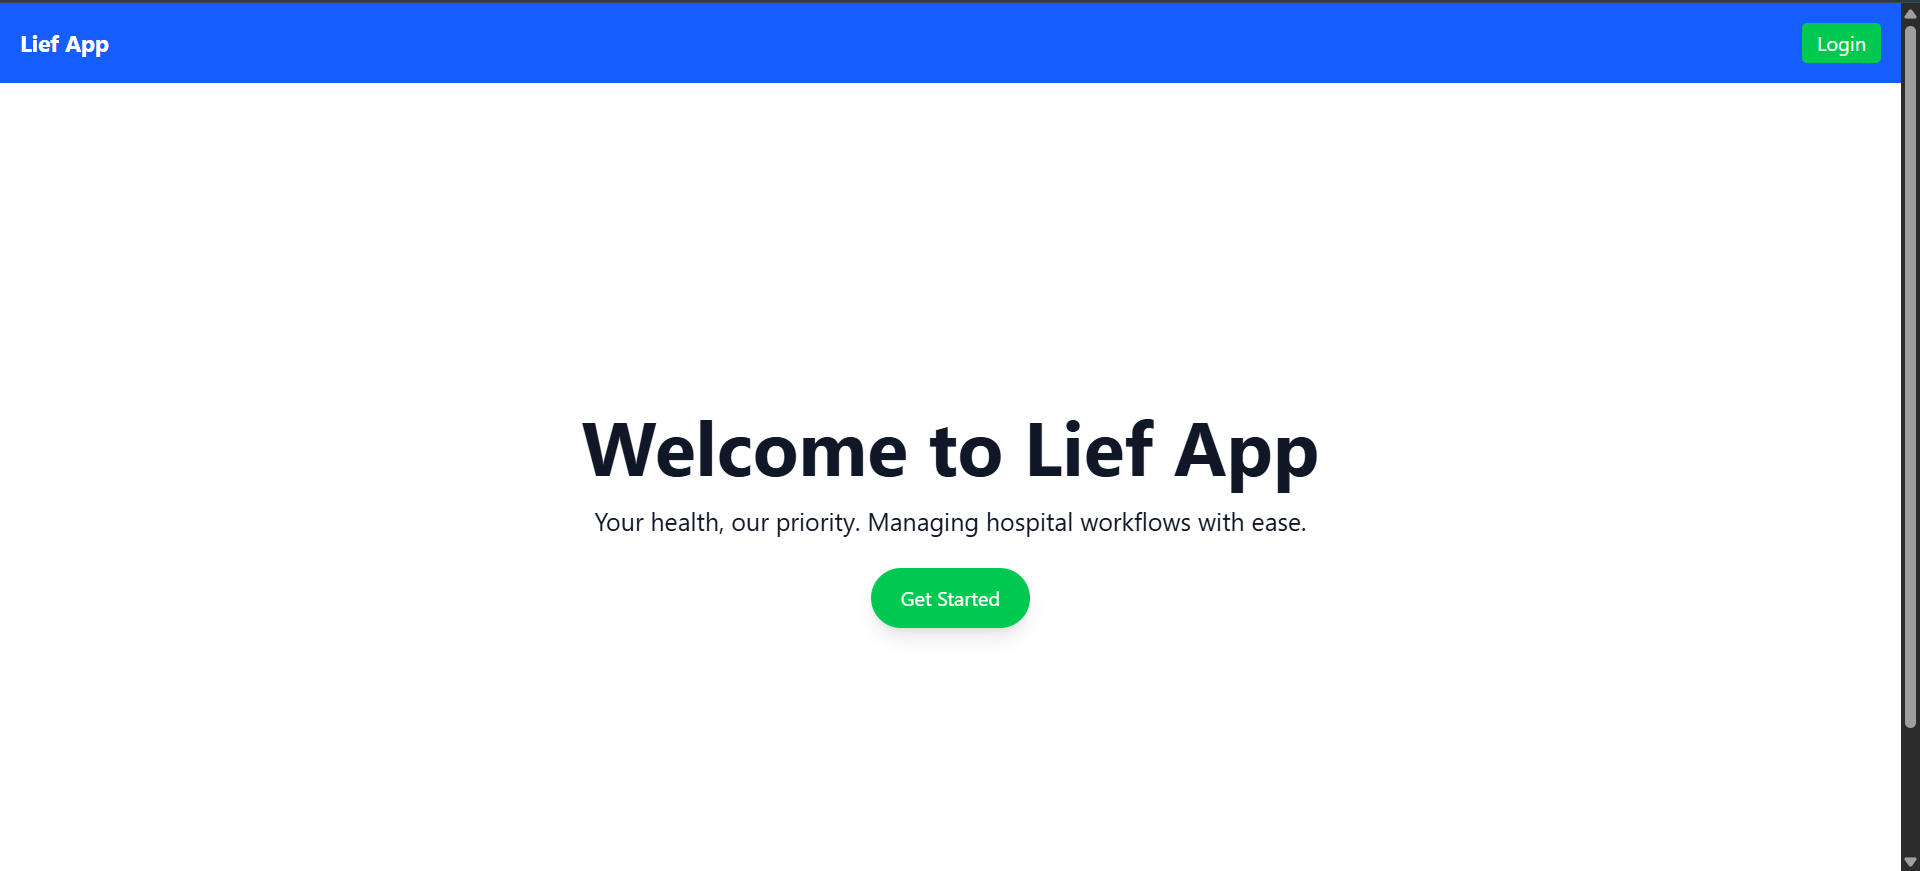 Lief App
Login
Welcome to Lief App
Your health, our priority. Managing hospital workflows with ease.
Get Started